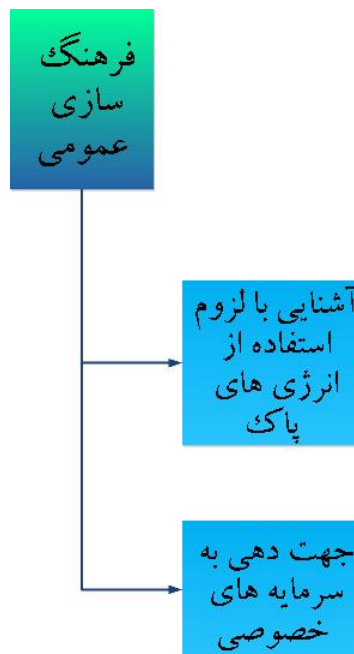 فرهنگ
سازی
عمومی
آشنایی با لزوم
استفاده از
انرژی های
پاک
جهت دهی به
سرمایه های
خصوصی